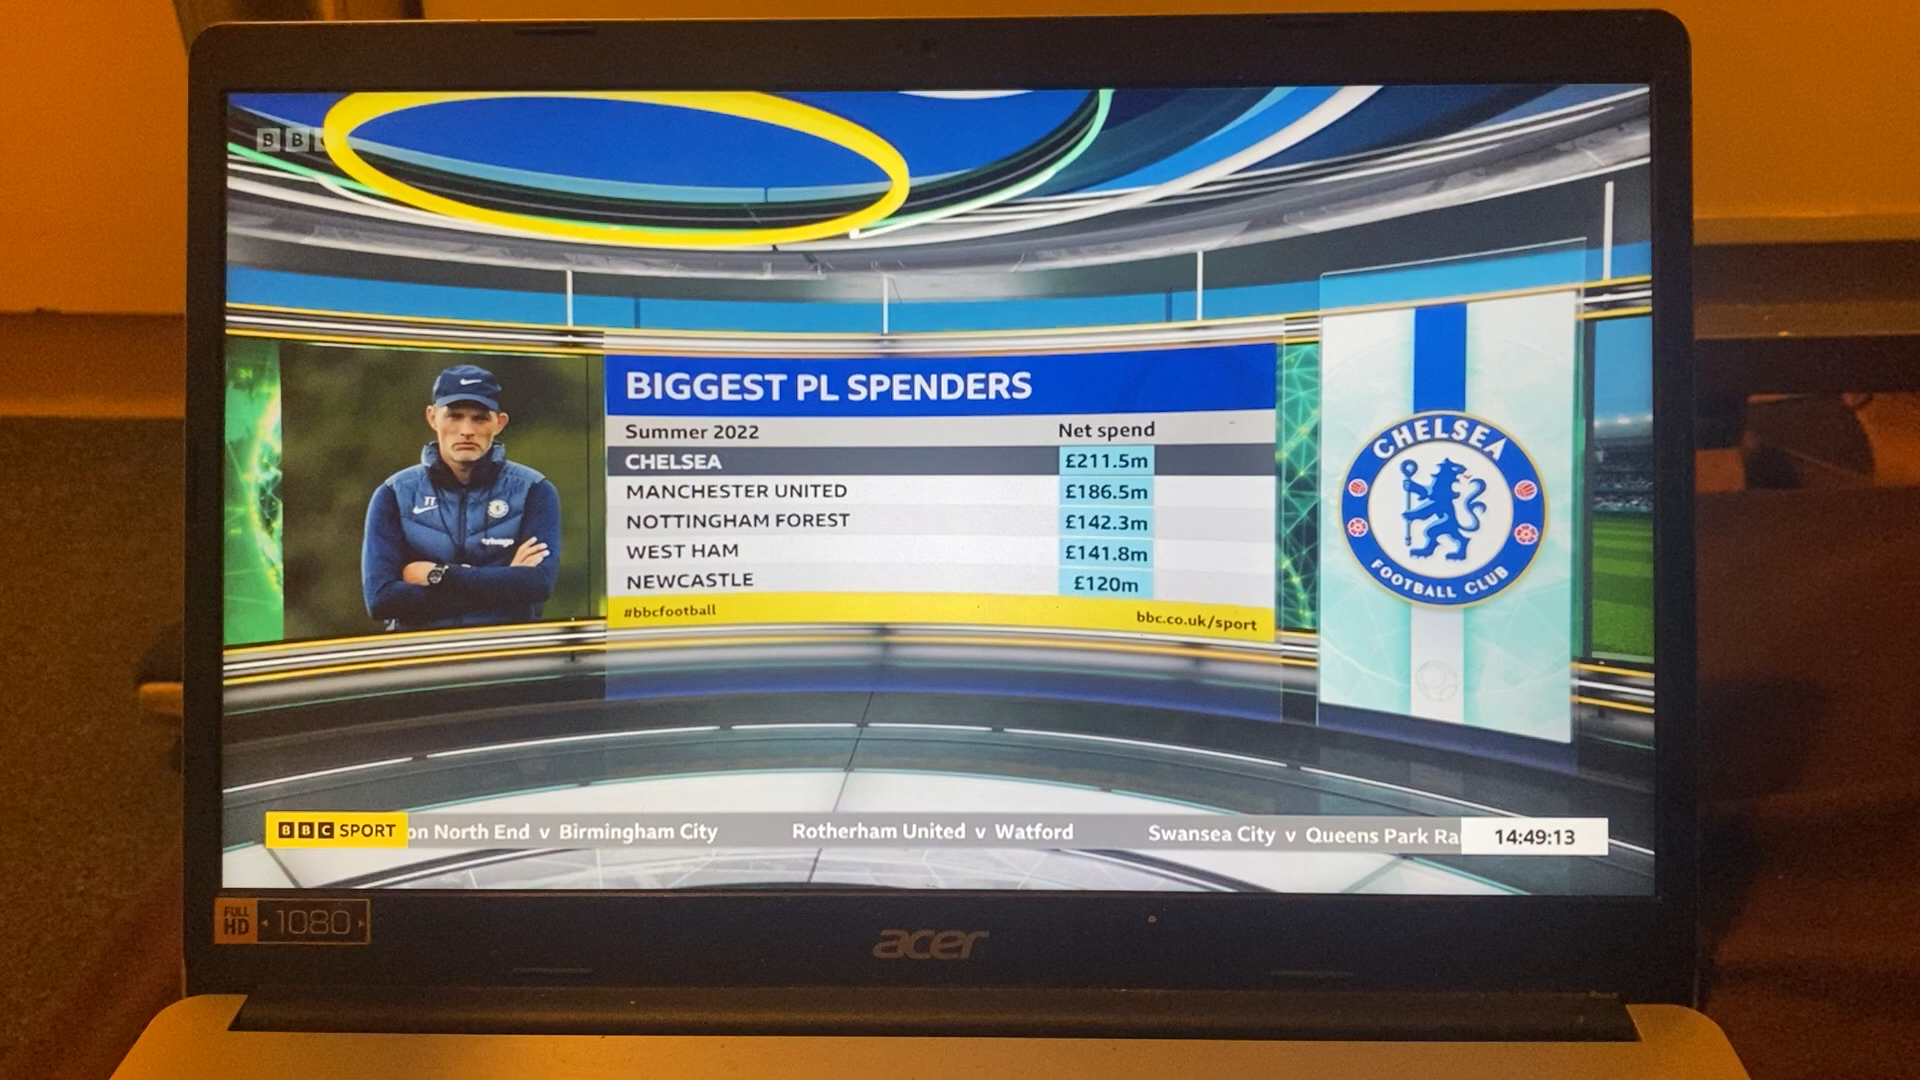 BBC
BIGGEST PL SPENDERS
Summer 2022 Net spend
CHELSEA £211.5m
MANCHESTER UNITED £186.5m
NOTTINGHAM FOREST £142.3m
WEST HAM £141.8m
NEWCASTLE £120m
#bbcfootball bbc.co.uk/sport
TT
CHELSEA
FOOTBALL CLUB
BBC SPORT on North End v Birmingham City Rotherham United v Watford Swansea City v Queens Park Ra 14:49:13
FULL HD 1080
acer